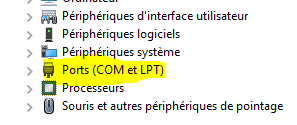 Périphériques d'interface utilisateur
Périphériques logiciels
Périphériques système
Ports (COM et LPT)
Processeurs
Souris et autres périphériques de pointage